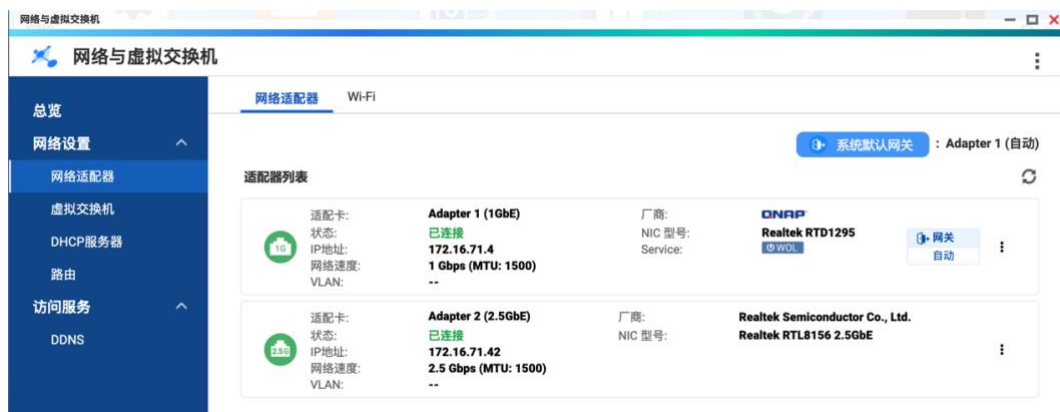 网络与虚拟交换机
网络与虚拟交换机
总览
网络设置
网络适配器
虚拟交换机
DHCP服务器
路由
访问服务
DDNS
网络适配器 Wi-Fi
系统默认网关 : Adapter 1 (自动)
适配器列表
1G
适配卡: Adapter 1 (1GbE) 厂商: QNAP
状态: 已连接 NIC 型号: Realtek RTD1295
IP地址: 172.16.71.4 Service: WOL
网络速度: 1 Gbps (MTU: 1500)
VLAN: --
网关
自动
2.5G
适配卡: Adapter 2 (2.5GbE) 厂商: Realtek Semiconductor Co., Ltd.
状态: 已连接 NIC 型号: Realtek RTL8156 2.5GbE
IP地址: 172.16.71.42
网络速度: 2.5 Gbps (MTU: 1500)
VLAN: --